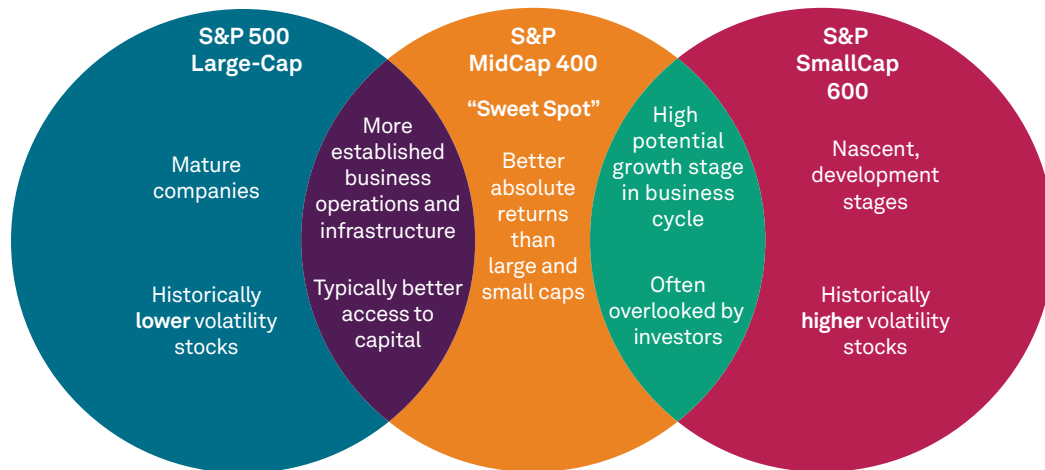 S&P 500
Large-Cap
Mature
companies
Historically
lower volatility
stocks
More
established
business
operations and
infrastructure
Typically better
access to
capital
S&P
MidCap 400
“Sweet Spot”
Better
absolute
returns
than
large and
small caps
High
potential
growth stage
in business
cycle
Often
overlooked by
investors
S&P
SmallCap
600
Nascent,
development
stages
Historically
higher volatility
stocks